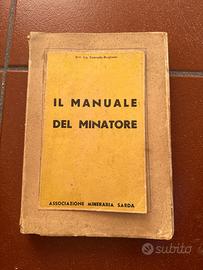 IL MANUALE
DEL MINATORE
ASSOCIAZIONE MINERARIA SARDA
subito